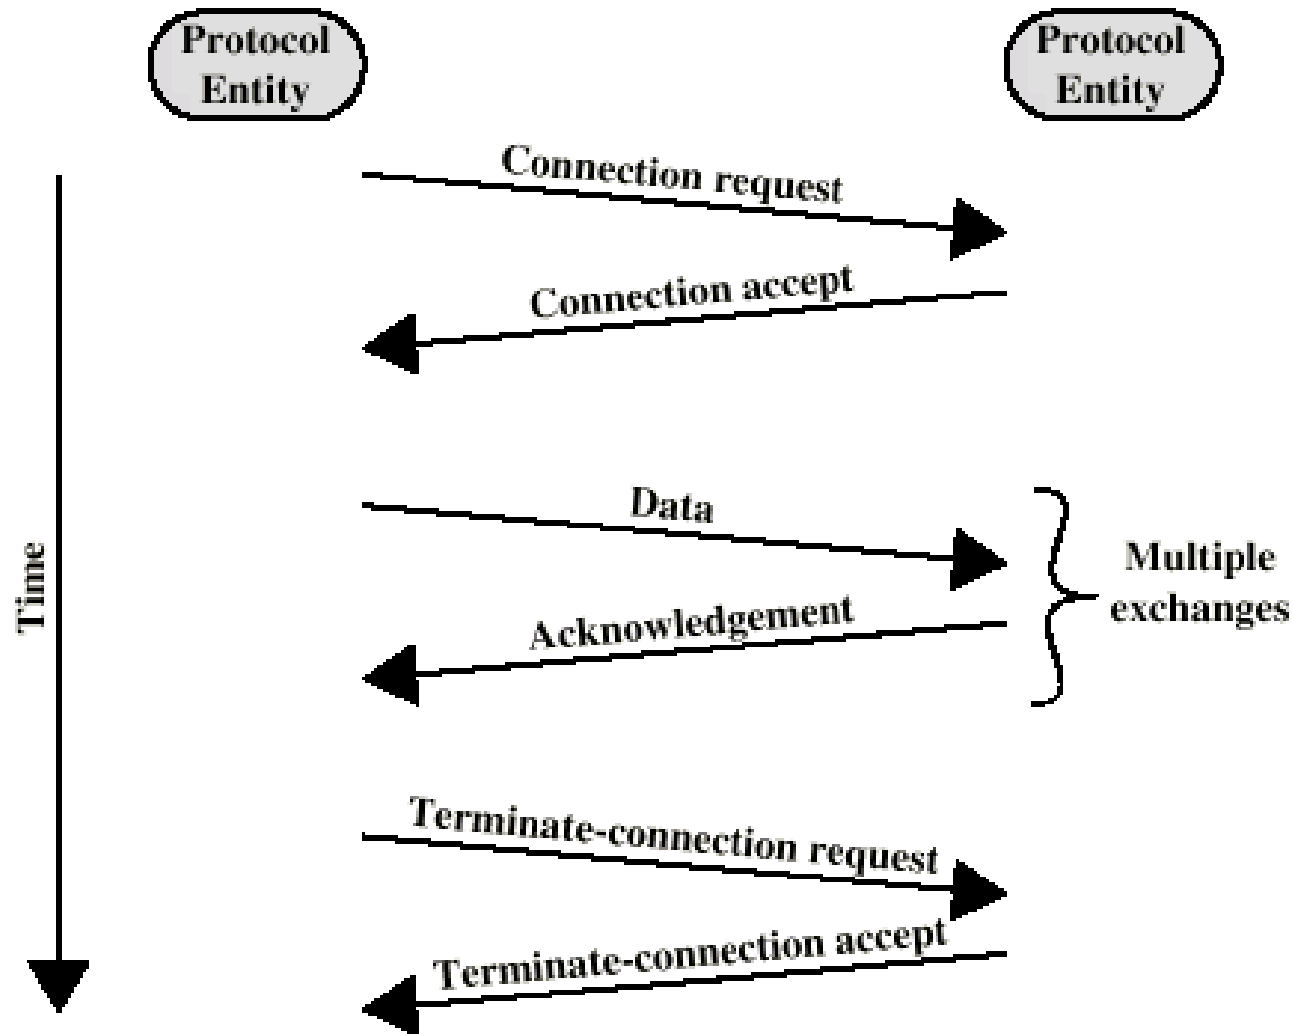 Protocol
Entity
Protocol
Entity
Connection request
Connection accept
Data
Multiple
exchanges
Time
Acknowledgement
Terminate-connection request
Terminate-connection accept